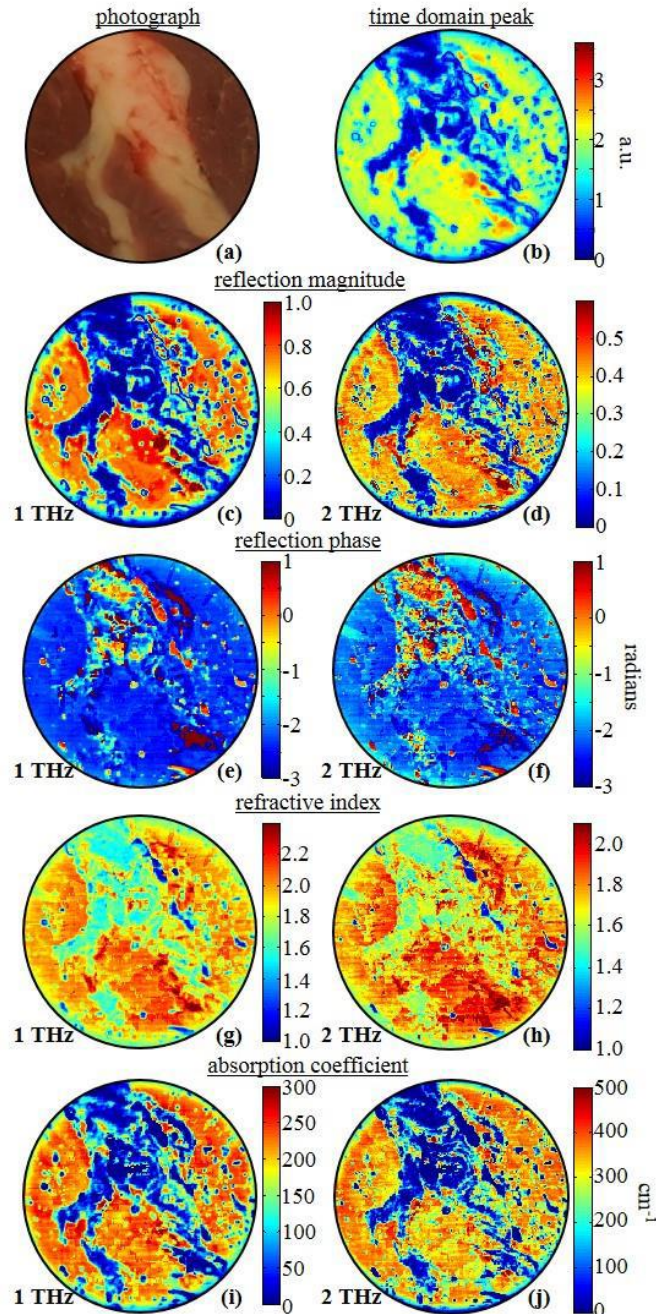 photograph
time domain peak
3
2
1
0
a.u.
(a)
(b)
reflection magnitude
1.0
0.8
0.6
0.4
0.2
0
0.5
0.4
0.3
0.2
0.1
0
1 THz
(c)
2 THz
(d)
reflection phase
1
0
-1
-2
-3
1
0
-1
-2
-3
radians
1 THz
(e)
2 THz
(f)
refractive index
2.2
2.0
1.8
1.6
1.4
1.2
1.0
2.0
1.8
1.6
1.4
1.2
1.0
1 THz
(g)
2 THz
(h)
absorption coefficient
300
250
200
150
100
50
0
500
400
300
200
100
0
cm-1
1 THz
(i)
2 THz
(j)